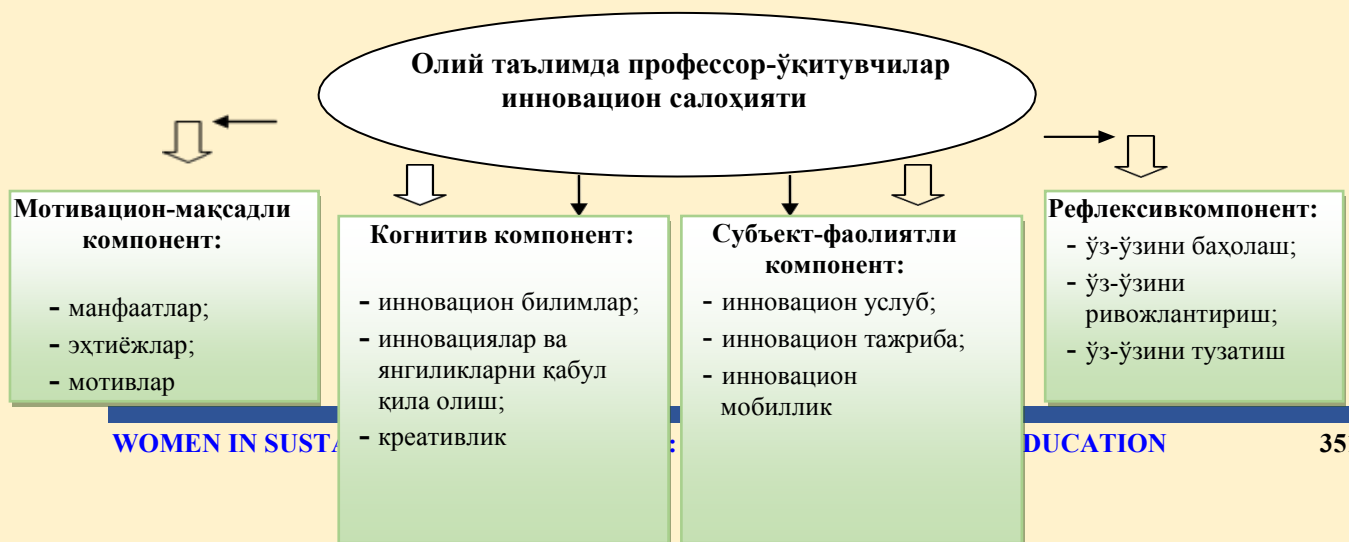 Олий таълимда профессор-ўқитувчилар
инновацион салоҳияти
Мотивацион-мақсадли
компонент:
- манфаатлар;
- эҳтиёжлар;
- мотивлар
Когнитив компонент:
- инновацион билимлар;
- инновациялар ва
янгиликларни қабул
қила олиш;
- креативлик
Субъект-фаолиятли
компонент:
- инновацион услуб;
- инновацион тажриба;
- инновацион
мобиллик
Рефлексивкомпонент:
- ўз-ўзини баҳолаш;
- ўз-ўзини
ривожлантириш;
- ўз-ўзини тузатиш
WOMEN IN : 35